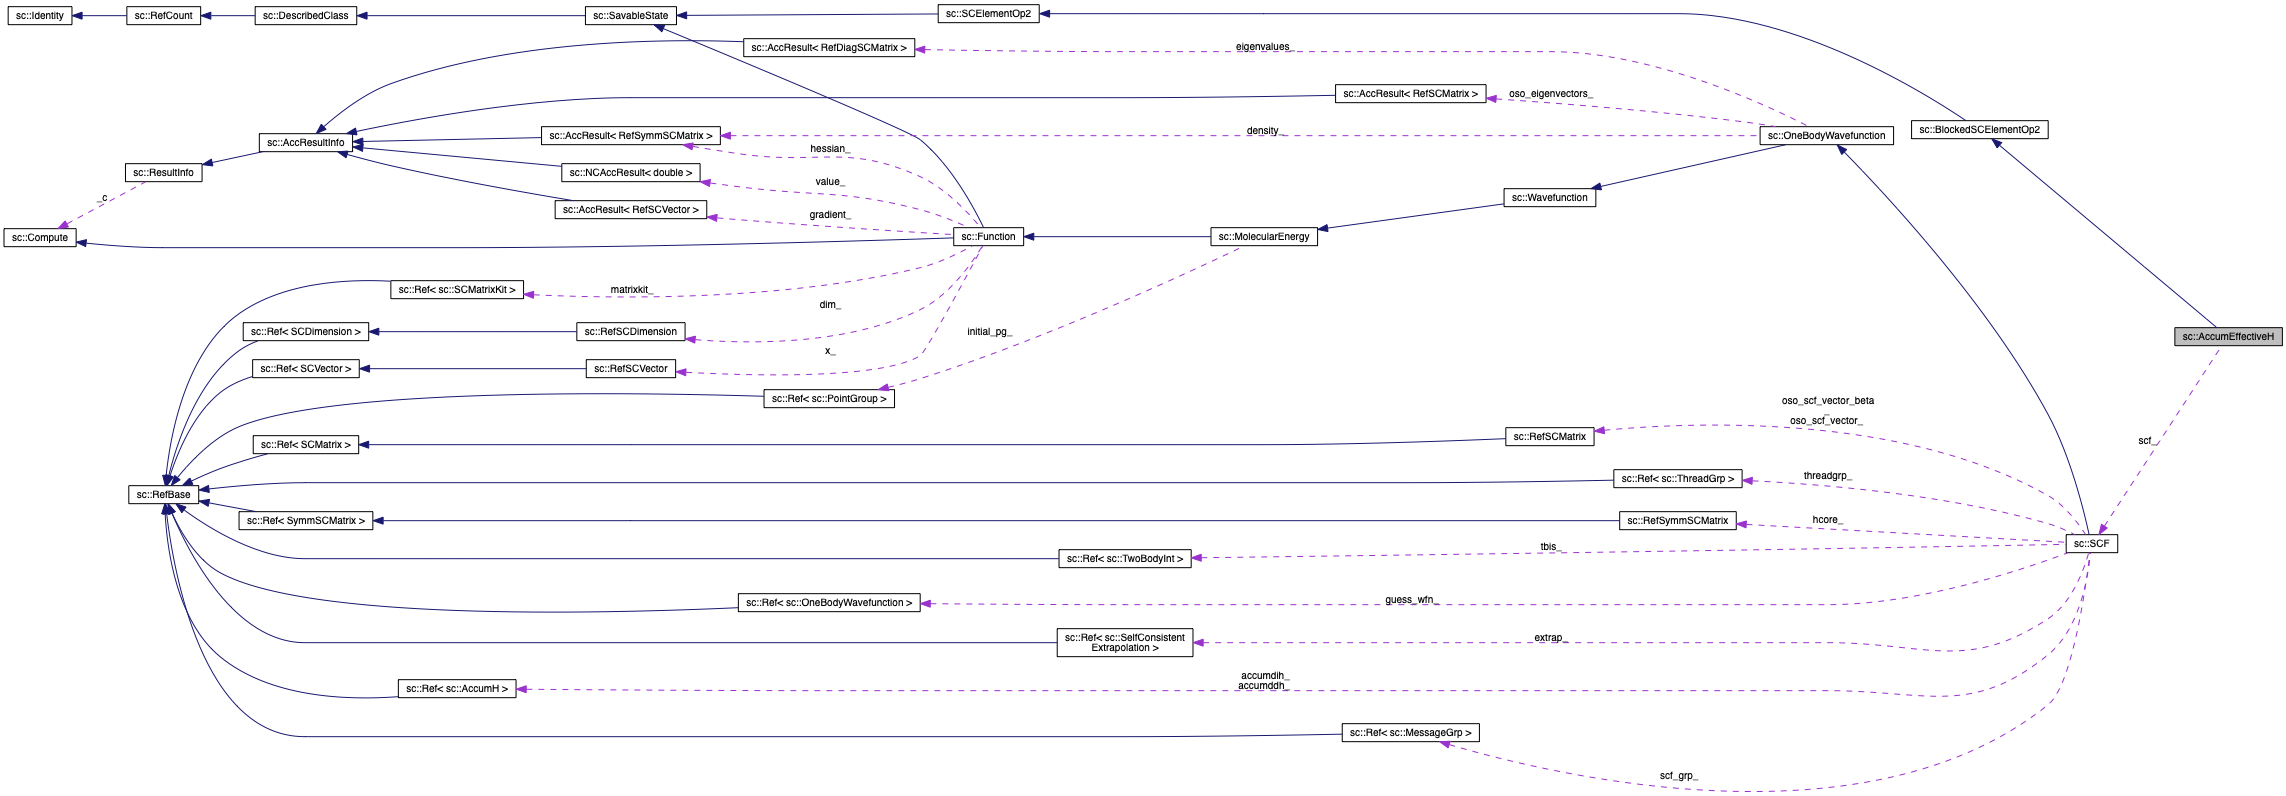 sc::Identity
sc::RefCount
sc::DescribedClass
sc::SavableState
sc::SCElementOp2
sc::AccResult< RefDiagSCMatrix >
eigenvalues_
sc::AccResult< RefSCMatrix >
oso_eigenvectors_
sc::AccResultInfo
sc::AccResult< RefSymmSCMatrix >
density_
sc::OneBodyWavefunction
sc::BlockedSCElementOp2
hessian_
sc::ResultInfo
sc::NCAccResult< double >
value_
_c
sc::Wavefunction
sc::AccResult< RefSCVector >
gradient_
sc::Compute
sc::Function
sc::MolecularEnergy
sc::Ref< sc::SCMatrixKit >
matrixkit_
dim_
sc::Ref< SCDimension >
sc::RefSCDimension
initial_pg_
sc::AccumEffectiveH
x_
sc::Ref< SCVector >
sc::RefSCVector
sc::Ref< sc::PointGroup >
oso_scf_vector_beta
_
oso_scf_vector_
sc::Ref< SCMatrix >
sc::RefSCMatrix
scf_
sc::RefBase
sc::Ref< sc::ThreadGrp >
threadgrp_
sc::Ref< SymmSCMatrix >
sc::RefSymmSCMatrix
hcore_
sc::SCF
sc::Ref< sc::TwoBodyInt >
tbis_
sc::Ref< sc::OneBodyWavefunction >
guess_wfn_
sc::Ref< sc::SelfConsistent
Extrapolation >
extrap_
sc::Ref< sc::AccumH >
accumdih_
accumddh_
sc::Ref< sc::MessageGrp >
scf_grp_